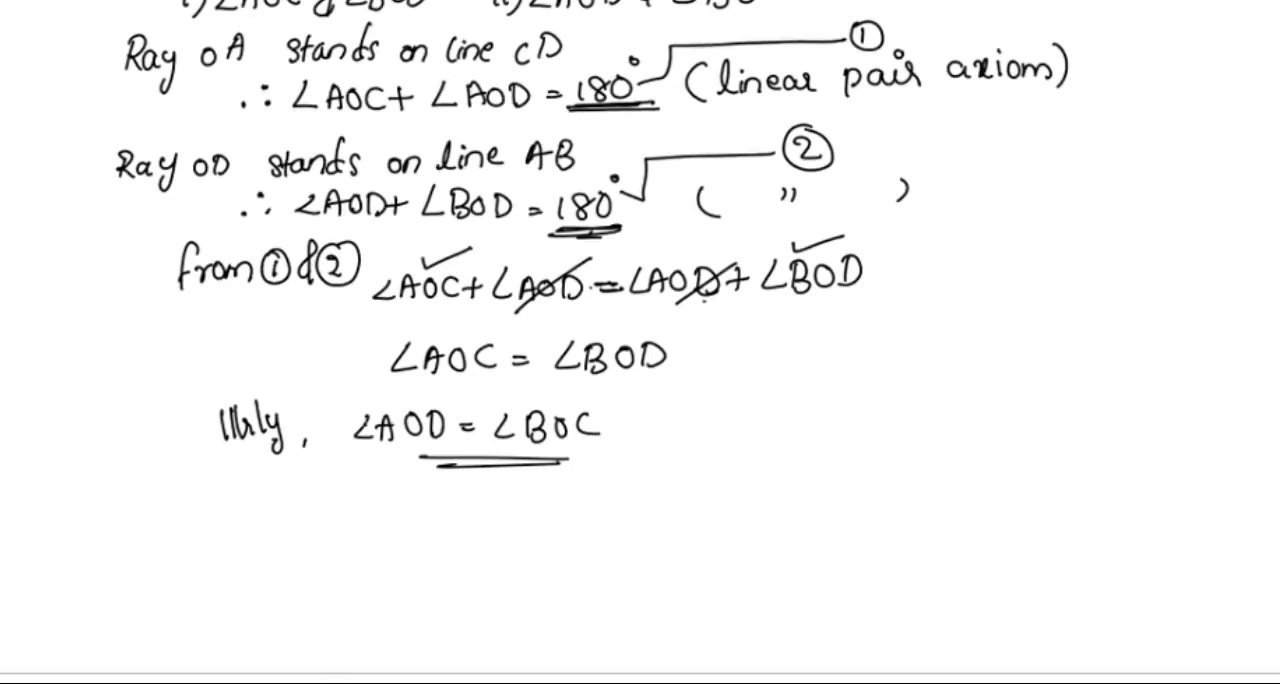 Ray OA stands on line CD
∴ ∠AOC + ∠AOD = 180° ① (linear pair axiom)
Ray OD stands on line AB
∴ ∠AOD + ∠BOD = 180° ② ( " )
from ① & ② ∠AOC + ∠AOD = ∠AOD + ∠BOD
∠AOC = ∠BOD
lllrly, ∠AOD = ∠BOC